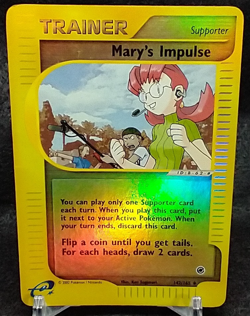 TRAINER
Supporter
Mary's Impulse
You can play only one Supporter card
each turn. When you play this card, put
it next to your Active Pokémon. When
your turn ends, discard this card.
Flip a coin until you get tails.
For each heads, draw 2 cards.
e